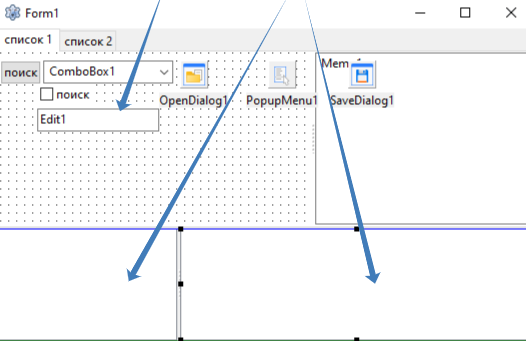 Form1
список 1 список 2
поиск ComboBox1
поиск
OpenDialog1 PopupMenu1 SaveDialog1
Edit1